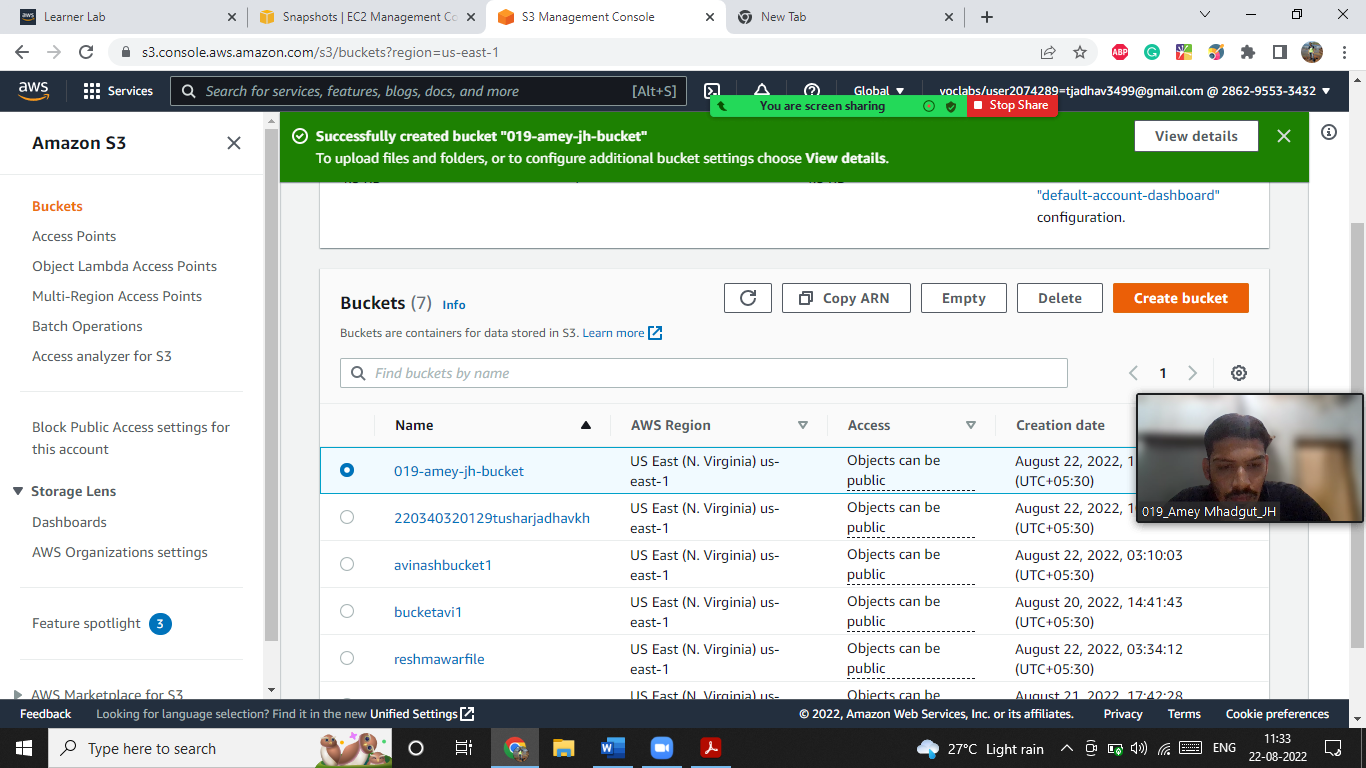 Learner Lab
Snapshots | EC2 Management Co
S3 Management Console
New Tab
s3.console.aws.amazon.com/s3/buckets?region=us-east-1
ABP
aws
Services
Search for services, features, blogs, docs, and more
[Alt+S]
Global
voclabs/user2074289=tjadhav3499@gmail.com @ 2862-9553-3432
You are screen sharing
Stop Share
Amazon S3
Buckets
Access Points
Object Lambda Access Points
Multi-Region Access Points
Batch Operations
Access analyzer for S3
Block Public Access settings for
this account
Storage Lens
Dashboards
AWS Organizations settings
Feature spotlight 3
AWS Marketplace for S3
Successfully created bucket "019-amey-jh-bucket"
To upload files and folders, or to configure additional bucket settings choose View details.
View details
"default-account-dashboard"
configuration.
Buckets (7) Info
Copy ARN
Empty
Delete
Create bucket
Buckets are containers for data stored in S3. Learn more
Find buckets by name
1
Name
AWS Region
Access
Creation date
019-amey-jh-bucket
US East (N. Virginia) us-
east-1
Objects can be
public
August 22, 2022, 1
(UTC+05:30)
220340320129tusharjadhavkh
US East (N. Virginia) us-
east-1
Objects can be
public
August 22, 2022, 1
(UTC+05:30)
avinashbucket1
US East (N. Virginia) us-
east-1
Objects can be
public
August 22, 2022, 03:10:03
(UTC+05:30)
bucketavi1
US East (N. Virginia) us-
east-1
Objects can be
public
August 20, 2022, 14:41:43
(UTC+05:30)
reshmawarfile
US East (N. Virginia) us-
east-1
Objects can be
public
August 22, 2022, 03:34:12
(UTC+05:30)
US East (N. Virginia) us-
Objects can be
August 21, 2022, 17:42:28
019_Amey Mhadgut_JH
Feedback
Looking for language selection? Find it in the new Unified Settings
© 2022, Amazon Web Services, Inc. or its affiliates.
Privacy
Terms
Cookie preferences
Type here to search
27°C Light rain
ENG
11:33
22-08-2022